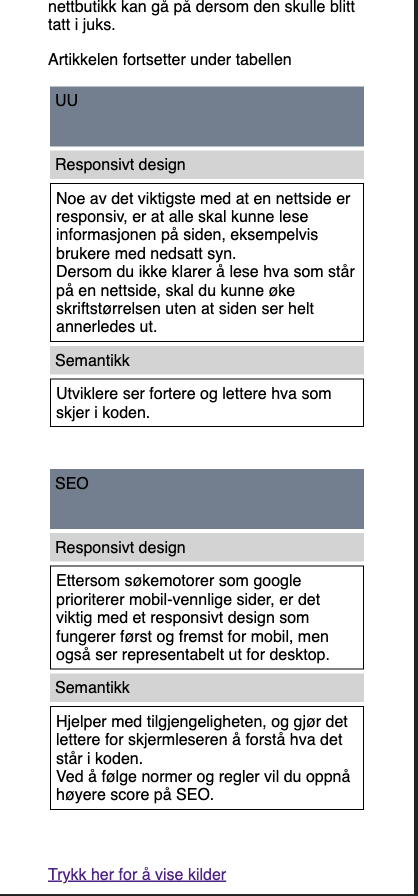 nettbutikk kan gå på dersom den skulle blitt
tatt i juks.
Artikkelen fortsetter under tabellen
UU
Responsivt design
Noe av det viktigste med at en nettside er
responsiv, er at alle skal kunne lese
informasjonen på siden, eksempelvis
brukere med nedsatt syn.
Dersom du ikke klarer å lese hva som står
på en nettside, skal du kunne øke
skriftstørrelsen uten at siden ser helt
annerledes ut.
Semantikk
Utviklere ser fortere og lettere hva som
skjer i koden.
SEO
Responsivt design
Ettersom søkemotorer som google
prioriterer mobil-vennlige sider, er det
viktig med et responsivt design som
fungerer først og fremst for mobil, men
også ser representabelt ut for desktop.
Semantikk
Hjelper med tilgjengeligheten, og gjør det
lettere for skjermleseren å forstå hva det
står i koden.
Ved å følge normer og regler vil du oppnå
høyere score på SEO.
Trykk her for å vise kilder